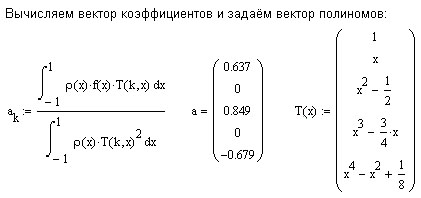 Вычисляем вектор коэффициентов и задаём вектор полиномов:
a_k := (∫_{-1}^{1} ρ(x)·f(x)·T(k,x) dx) / (∫_{-1}^{1} ρ(x)·T(k,x)^2 dx)
a = (0.637 0 0.849 0 −0.679)
T(x) := (1 x x^2 − 1/2 x^3 − 3/4·x x^4 − x^2 + 1/8)